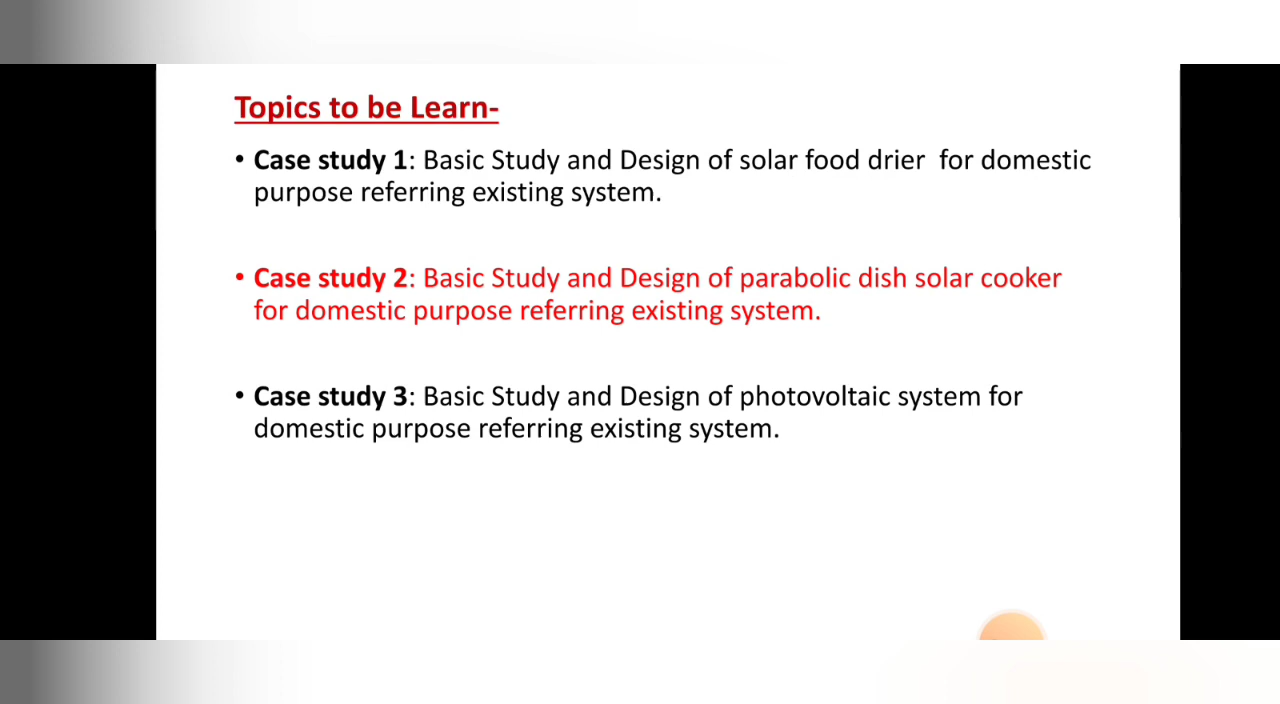 Topics to be Learn-
• Case study 1: Basic Study and Design of solar food drier  for domestic
purpose referring existing system.
• Case study 2: Basic Study and Design of parabolic dish solar cooker
for domestic purpose referring existing system.
• Case study 3: Basic Study and Design of photovoltaic system for
domestic purpose referring existing system.